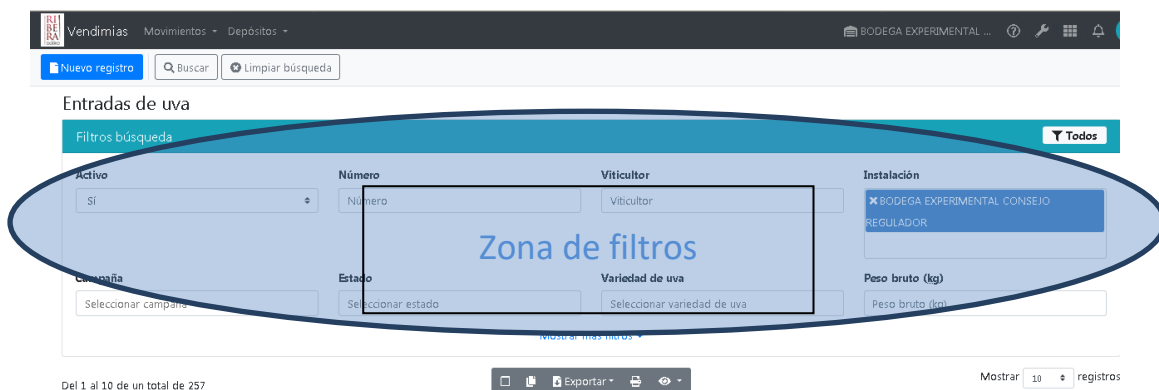 RI
BE
RA
Vendimias Movimientos Depósitos BODEGA EXPERIMENTAL ...
Nuevo registro Buscar Limpiar búsqueda
Entradas de uva
Filtros búsqueda Todos
Activo Número Viticultor Instalación
Sí Número Viticultor BODEGA EXPERIMENTAL CONSEJO
REGULADOR
Zona de filtros
Campaña Estado Variedad de uva Peso bruto (kg)
Seleccionar campaña Seleccionar estado Seleccionar variedad de uva Peso bruto (kg)
Mostrar más filtros
Del 1 al 10 de un total de 257 Exportar Mostrar 10 registros